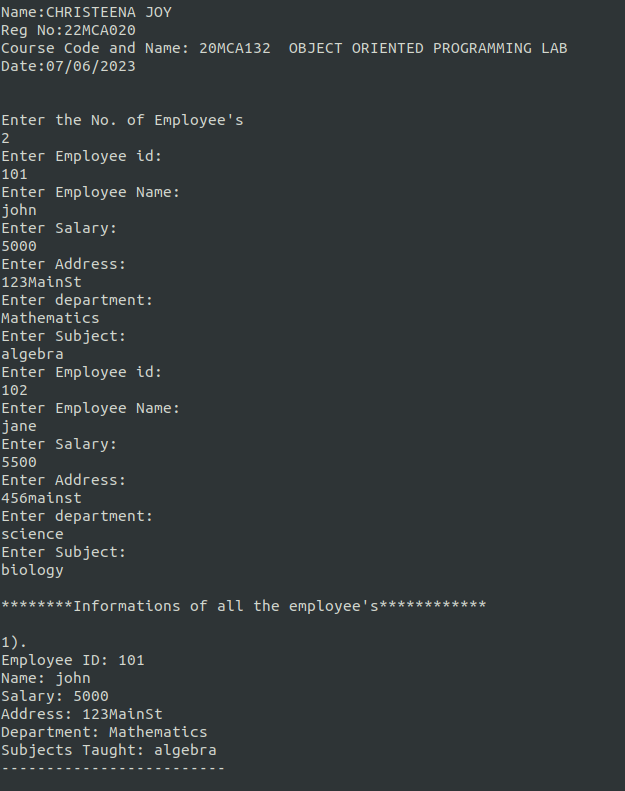 Name:CHRISTEENA JOY
Reg No:22MCA020
Course Code and Name: 20MCA132  OBJECT ORIENTED PROGRAMMING LAB
Date:07/06/2023
Enter the No. of Employee's
2
Enter Employee id:
101
Enter Employee Name:
john
Enter Salary:
5000
Enter Address:
123MainSt
Enter department:
Mathematics
Enter Subject:
algebra
Enter Employee id:
102
Enter Employee Name:
jane
Enter Salary:
5500
Enter Address:
456mainst
Enter department:
science
Enter Subject:
biology
********Informations of all the employee's************
1).
Employee ID: 101
Name: john
Salary: 5000
Address: 123MainSt
Department: Mathematics
Subjects Taught: algebra
-------------------------